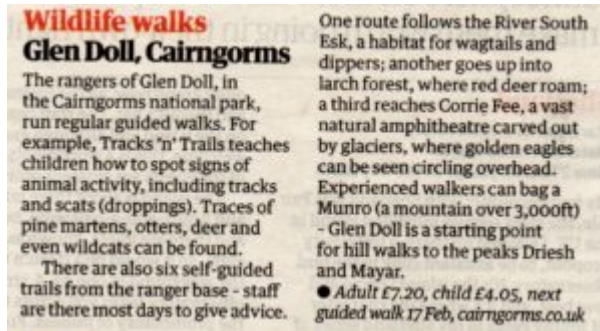 Wildlife walks
Glen Doll, Cairngorms
The rangers of Glen Doll, in
the Cairngorms national park,
run regular guided walks. For
example, Tracks 'n' Trails teaches
children how to spot signs of
animal activity, including tracks
and scats (droppings). Traces of
pine martens, otters, deer and
even wildcats can be found.
There are also six self-guided
trails from the ranger base - staff
are there most days to give advice.
One route follows the River South
Esk, a habitat for wagtails and
dippers; another goes up into
larch forest, where red deer roam;
a third reaches Corrie Fee, a vast
natural amphitheatre carved out
by glaciers, where golden eagles
can be seen circling overhead.
Experienced walkers can bag a
Munro (a mountain over 3,000ft)
- Glen Doll is a starting point
for hill walks to the peaks Driesh
and Mayar.
● Adult £7.20, child £4.05, next
guided walk 17 Feb, cairngorms.co.uk